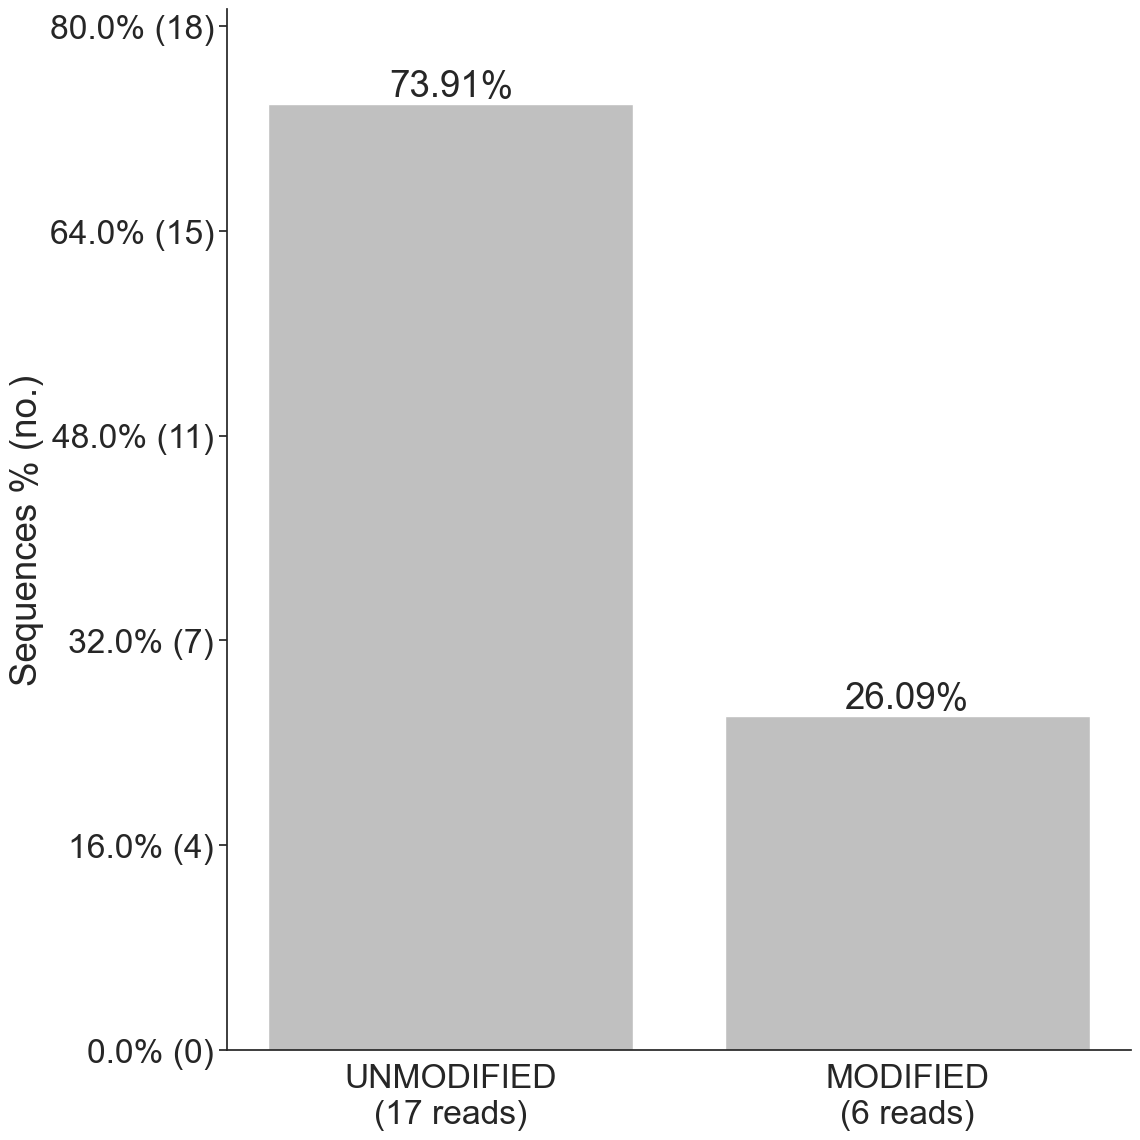 Sequences % (no.)
80.0% (18)
64.0% (15)
48.0% (11)
32.0% (7)
16.0% (4)
0.0% (0)
73.91%
26.09%
UNMODIFIED
(17 reads)
MODIFIED
(6 reads)